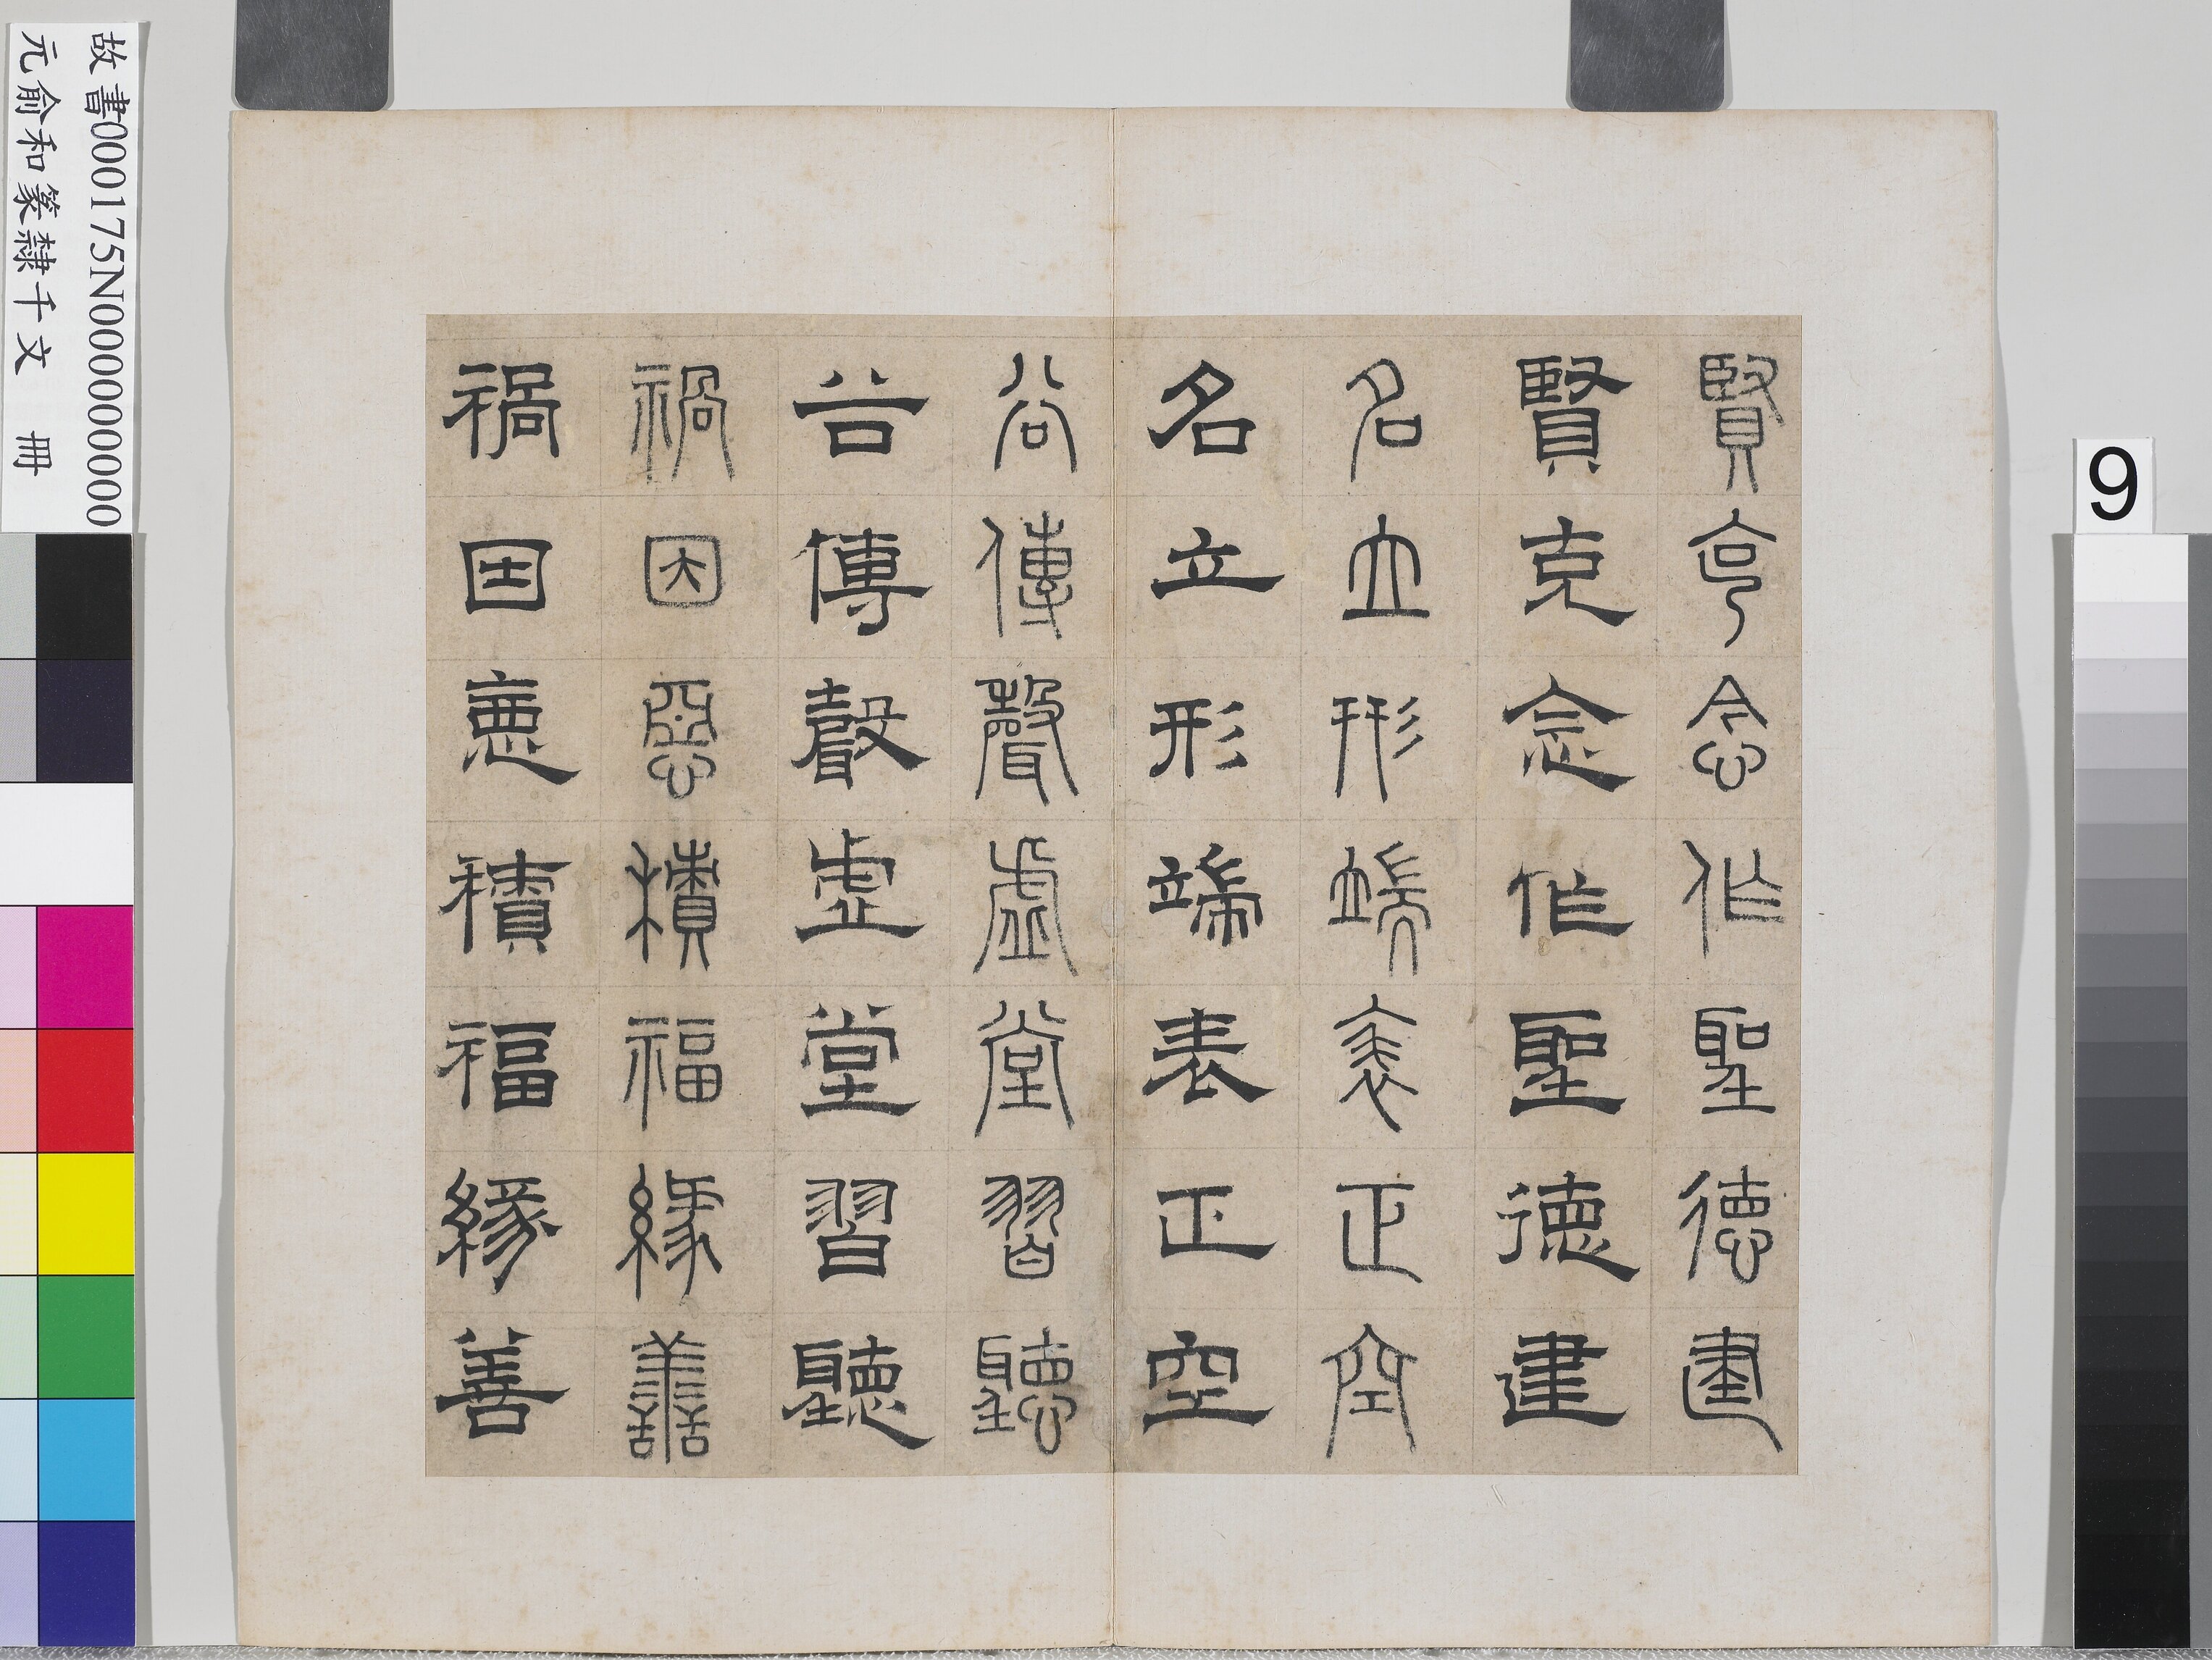 賢克念作聖德建
賢克念作聖德建
名立形端表正空
名立形端表正空
谷傳聲虛堂習聽
谷傳聲虛堂習聽
禍因惡積福緣善
禍因惡積福緣善
故書000175N000000000
元俞和篆隸千文 冊
9